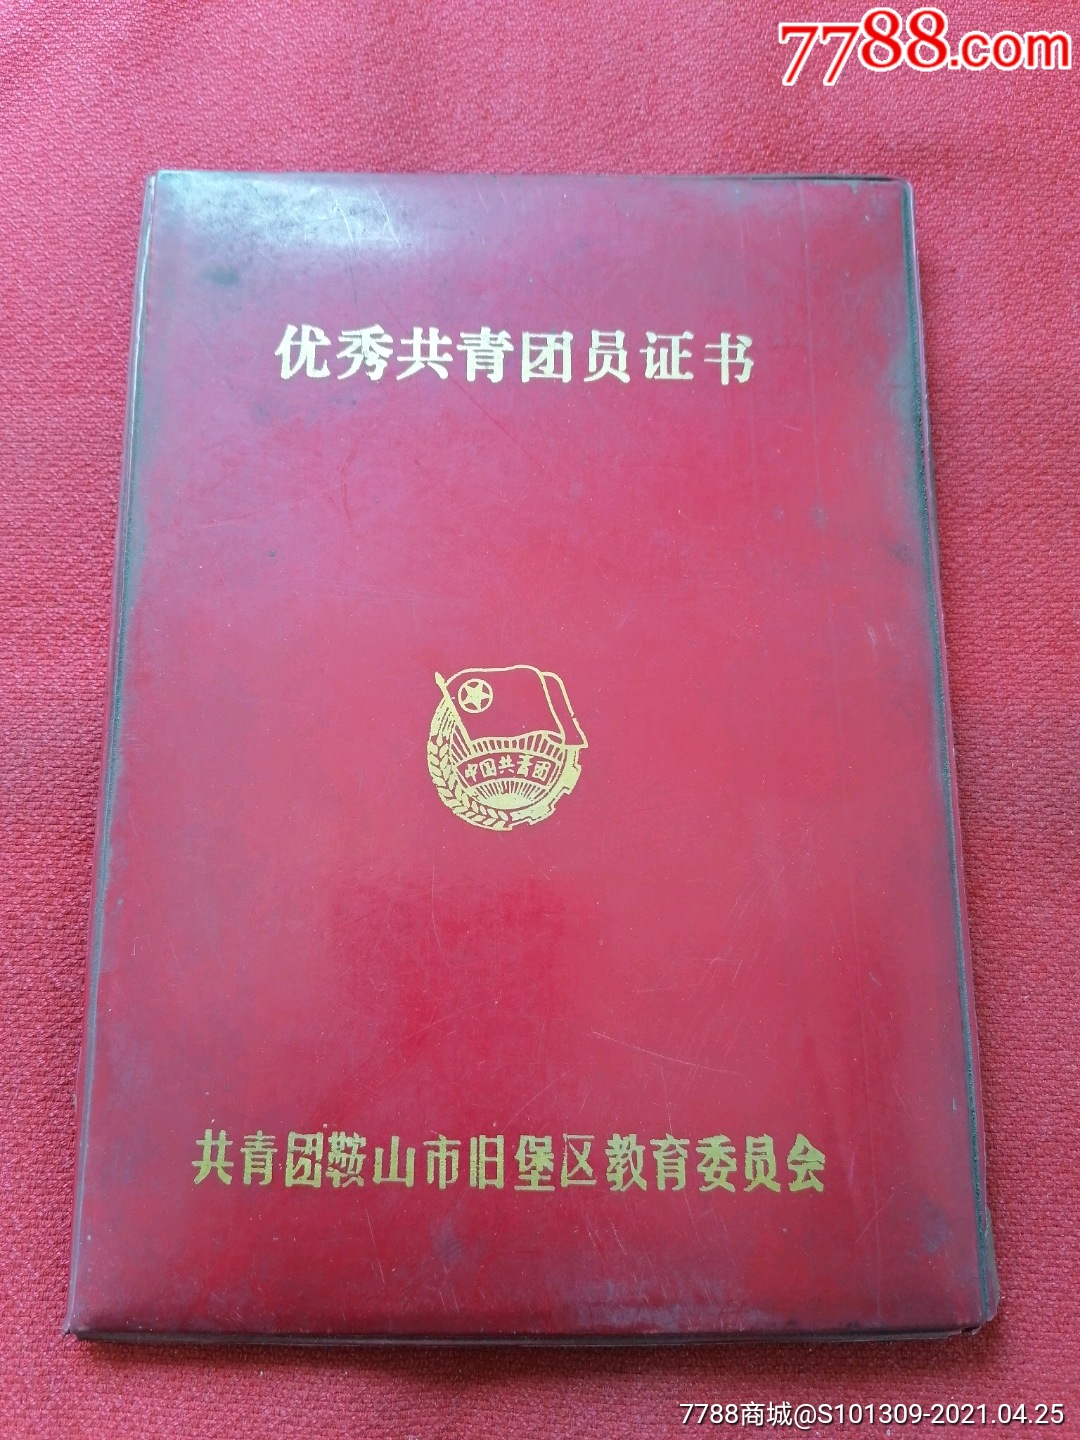 7788.com
优秀共青团员证书
中国共青团
共青团鞍山市旧堡区教育委员会
7788商城@S101309-2021.04.25